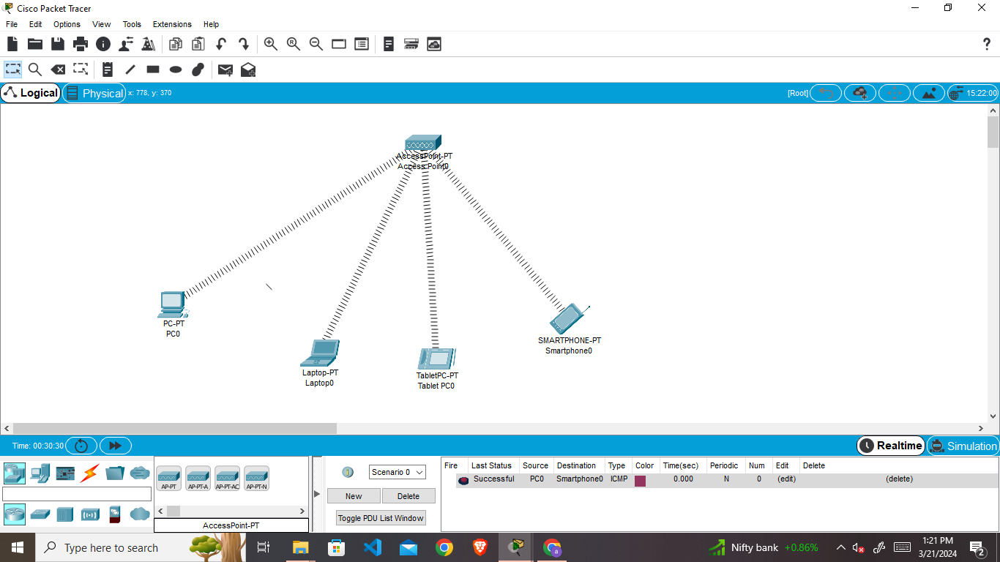 Cisco Packet Tracer
File Edit Options View Tools Extensions Help
Logical Physical x: 778, y: 370 [Root] 15:22:00
AccessPoint-PT
Access Point0
PC-PT
PC0
SMARTPHONE-PT
Smartphone0
Laptop-PT
Laptop0
TabletPC-PT
Tablet PC0
Time: 00:30:30 Realtime Simulation
Scenario 0
New Delete
Toggle PDU List Window
AP-PT AP-PT-A AP-PT-AC AP-PT-N
AccessPoint-PT
Fire Last Status Source Destination Type Color Time(sec) Periodic Num Edit Delete
Successful PC0 Smartphone0 ICMP 0.000 N 0 (edit) (delete)
Type here to search
Nifty bank +0.86%
1:21 PM
3/21/2024
2